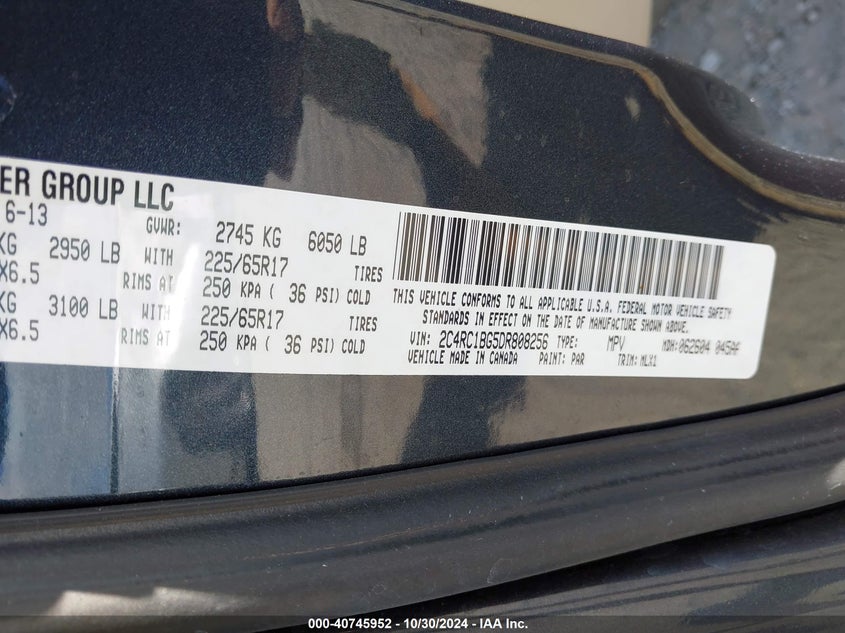 ER GROUP LLC
6-13 GVWR: 2745 KG 6050 LB
KG 2950 LB WITH 225/65R17 TIRES
X6.5 RIMS AT 250 KPA ( 36 PSI) COLD
KG 3100 LB WITH 225/65R17 TIRES
X6.5 RIMS AT 250 KPA ( 36 PSI) COLD
THIS VEHICLE CONFORMS TO ALL APPLICABLE U.S.A. FEDERAL MOTOR VEHICLE SAFETY
STANDARDS IN EFFECT ON THE DATE OF MANUFACTURE SHOWN ABOVE.
VIN: 2C4RC1BG5DR808256 TYPE: MPV MDH: 062604 045AF
VEHICLE MADE IN CANADA PAINT: PAR TRIM: MLX1
000-40745952 - 10/30/2024 - IAA Inc.